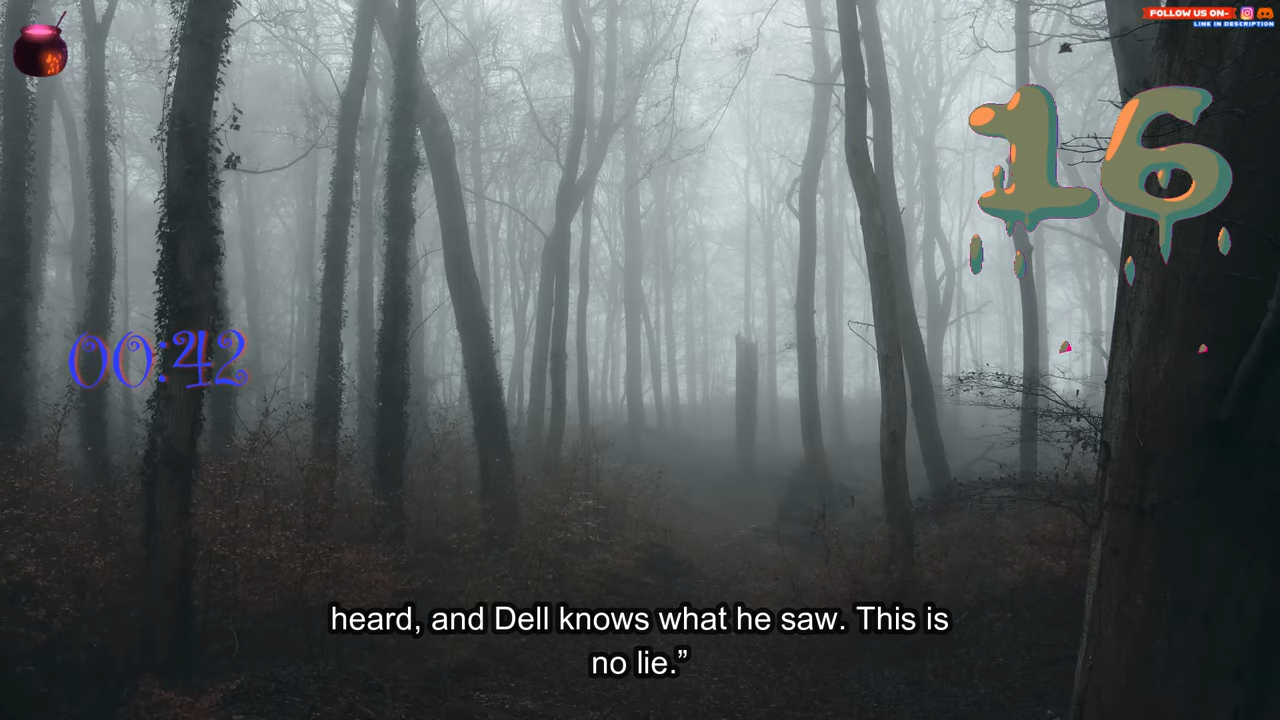 FOLLOW US ON-
LINK IN DESCRIPTION
16
00:42
heard, and Dell knows what he saw. This is
no lie.”